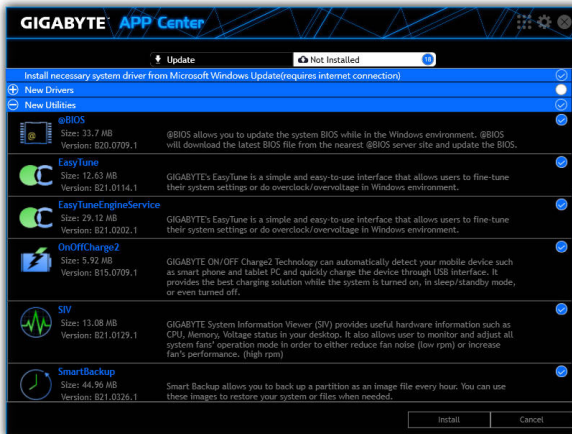 GIGABYTE™ APP Center
Update
Not Installed
18
Install necessary system driver from Microsoft Windows Update(requires internet connection)
New Drivers
New Utilities
@BIOS
Size: 33.7 MB
Version: B20.0709.1
@BIOS allows you to update the system BIOS while in the Windows environment. @BIOS
will download the latest BIOS file from the nearest @BIOS server site and update the BIOS.
EasyTune
Size: 12.63 MB
Version: B21.0114.1
GIGABYTE's EasyTune is a simple and easy-to-use interface that allows users to fine-tune
their system settings or do overclock/overvoltage in Windows environment.
EasyTuneEngineService
Size: 29.12 MB
Version: B21.0202.1
GIGABYTE's EasyTune is a simple and easy-to-use interface that allows users to fine-tune
their system settings or do overclock/overvoltage in Windows environment.
OnOffCharge2
Size: 5.92 MB
Version: B15.0709.1
GIGABYTE ON/OFF Charge2 Technology can automatically detect your mobile device such
as smart phone and tablet PC and quickly charge the device through USB interface. It
provides the best charging solution while the system is turned on, in sleep/standby mode,
or even turned off.
SIV
Size: 13.08 MB
Version: B21.0129.1
GIGABYTE System Information Viewer (SIV) provides useful hardware information such as
CPU, Memory, Voltage status in your desktop. It also allows user to monitor and adjust all
system fans' operation mode in order to either reduce fan noise (low rpm) or increase
fan's performance. (high rpm)
SmartBackup
Size: 44.96 MB
Version: B21.0326.1
Smart Backup allows you to back up a partition as an image file every hour. You can use
these images to restore your system or files when needed.
Install
Cancel